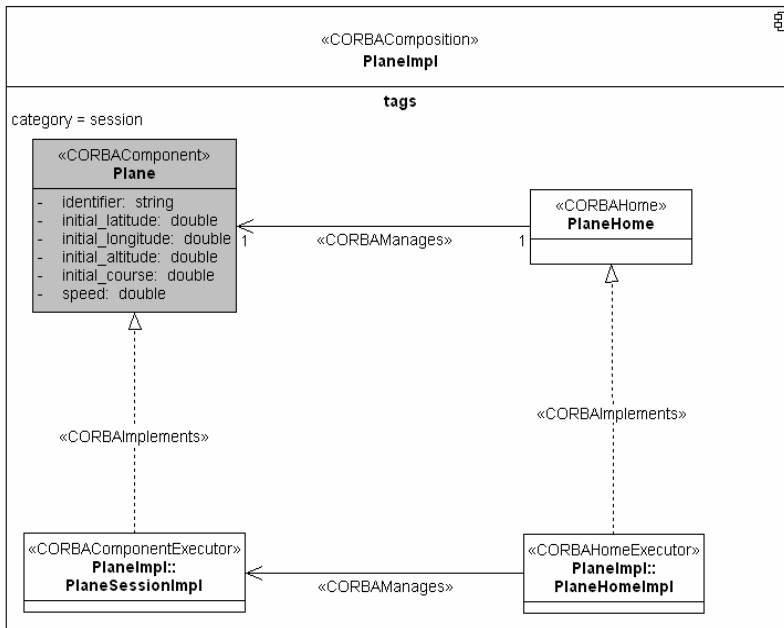 «CORBAComposition»
PlaneImpl
tags
category = session
«CORBAComponent»
Plane
- identifier: string
- initial_latitude: double
- initial_longitude: double
- initial_altitude: double
- initial_course: double
- speed: double
1
«CORBAManages»
1
«CORBAHome»
PlaneHome
«CORBAImplements»
«CORBAImplements»
«CORBAComponentExecutor»
PlaneImpl::
PlaneSessionImpl
«CORBAManages»
«CORBAHomeExecutor»
PlaneImpl::
PlaneHomeImpl